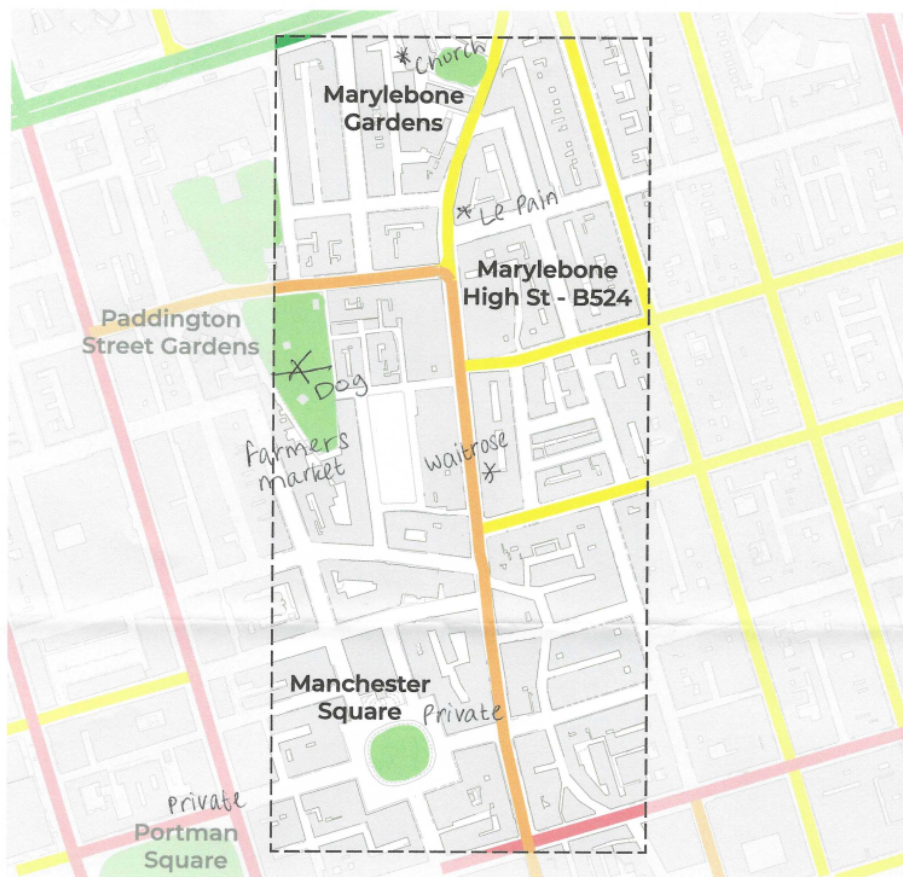 Church
Marylebone
Gardens
Le Pain
Marylebone
High St - B524
Paddington
Street Gardens
Dog
farmers
market
Waitrose
Manchester
Square
Private
Private
Portman
Square